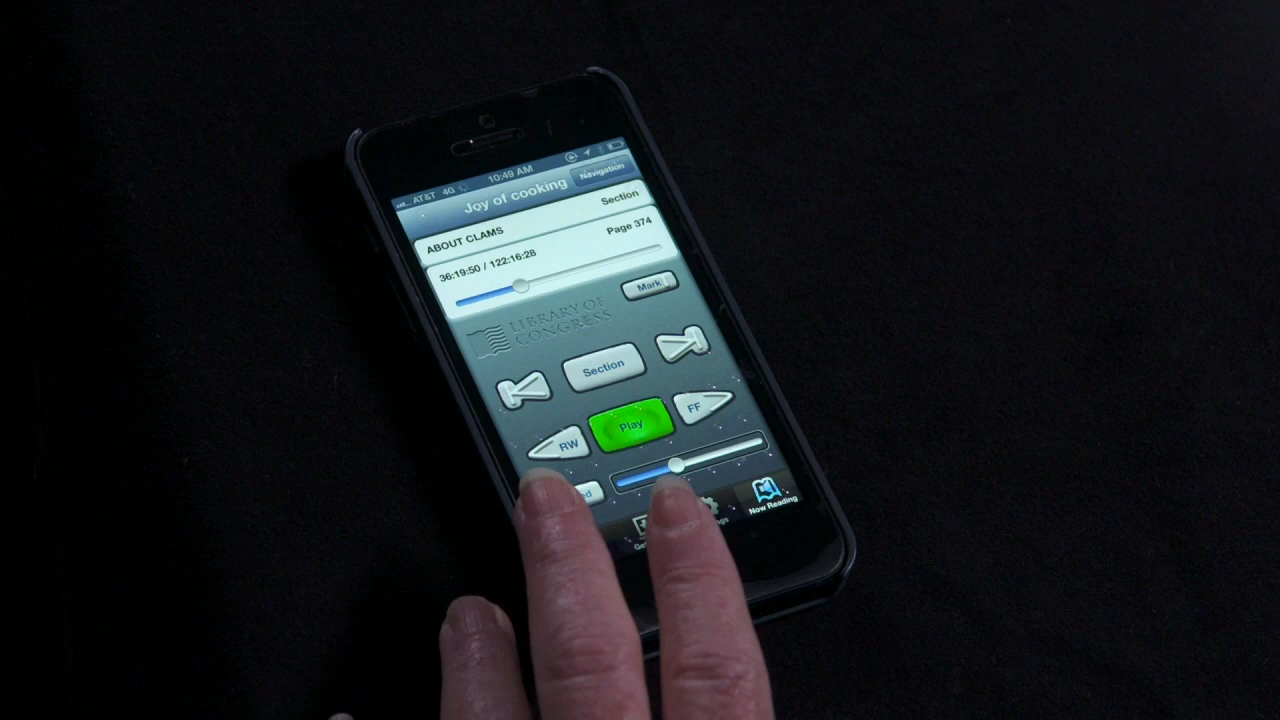 AT&T 4G 10:49 AM
Joy of cooking
Navigation
ABOUT CLAMS Section
36:19:50 / 122:16:28 Page 374
Mark
LIBRARY OF
CONGRESS
Section
RW Play FF
Now Reading